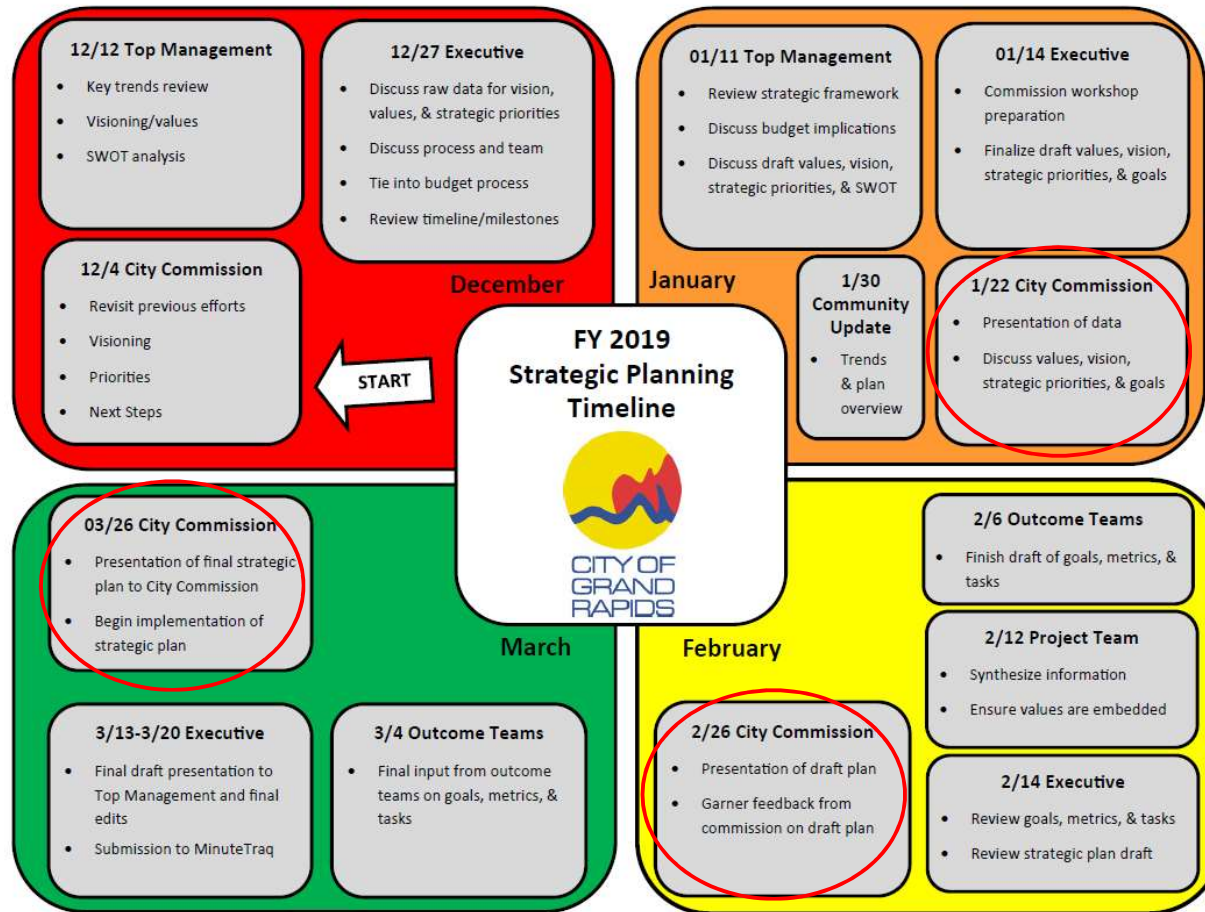 12/12 Top Management
• Key trends review
• Visioning/values
• SWOT analysis
12/27 Executive
• Discuss raw data for vision,
values, & strategic priorities
• Discuss process and team
• Tie into budget process
• Review timeline/milestones
12/4 City Commission
• Revisit previous efforts
• Visioning
• Priorities
• Next Steps
December
START
01/11 Top Management
• Review strategic framework
• Discuss budget implications
• Discuss draft values, vision,
strategic priorities, & SWOT
01/14 Executive
• Commission workshop
preparation
• Finalize draft values, vision,
strategic priorities, & goals
January
1/30
Community
Update
• Trends
& plan
overview
1/22 City Commission
• Presentation of data
• Discuss values, vision,
strategic priorities, & goals
FY 2019
Strategic Planning
Timeline
CITY OF
GRAND
RAPIDS
03/26 City Commission
• Presentation of final strategic
plan to City Commission
• Begin implementation of
strategic plan
March
3/13-3/20 Executive
• Final draft presentation to
Top Management and final
edits
• Submission to MinuteTraq
3/4 Outcome Teams
• Final input from outcome
teams on goals, metrics, &
tasks
February
2/6 Outcome Teams
• Finish draft of goals, metrics, &
tasks
2/12 Project Team
• Synthesize information
• Ensure values are embedded
2/26 City Commission
• Presentation of draft plan
• Garner feedback from
commission on draft plan
2/14 Executive
• Review goals, metrics, & tasks
• Review strategic plan draft